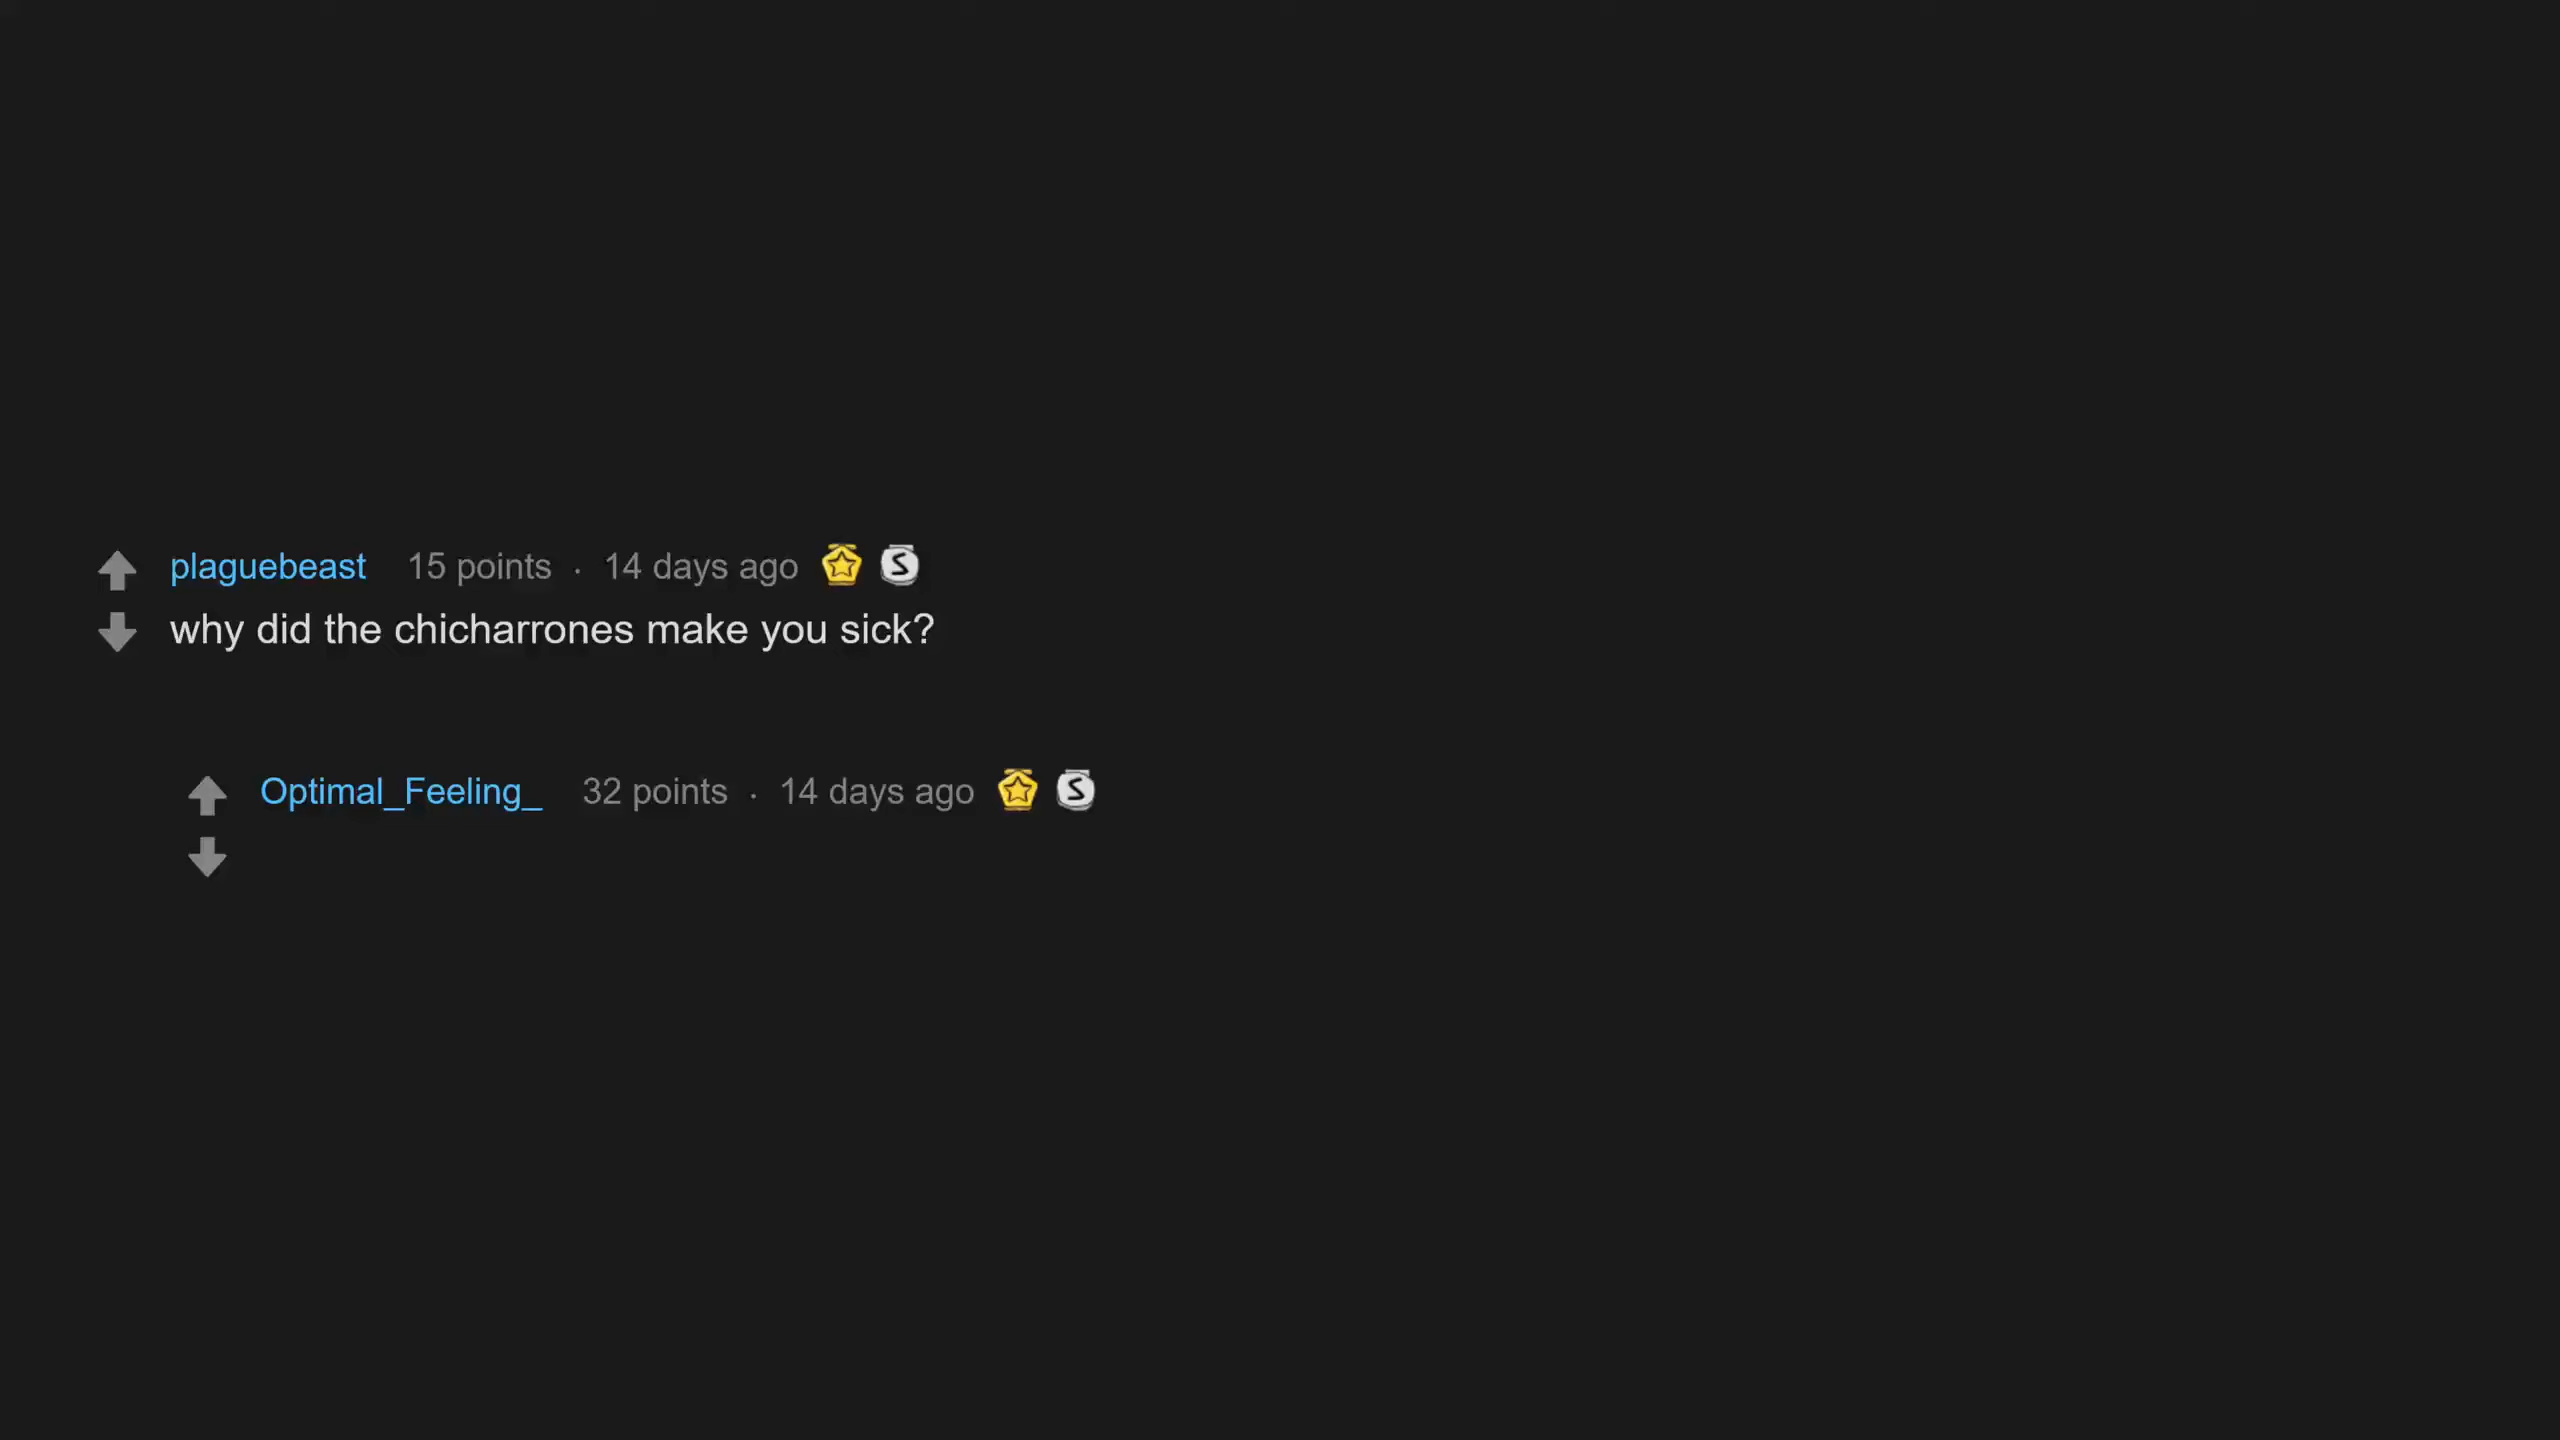 plaguebeast 15 points · 14 days ago
why did the chicharrones make you sick?
Optimal_Feeling_ 32 points · 14 days ago